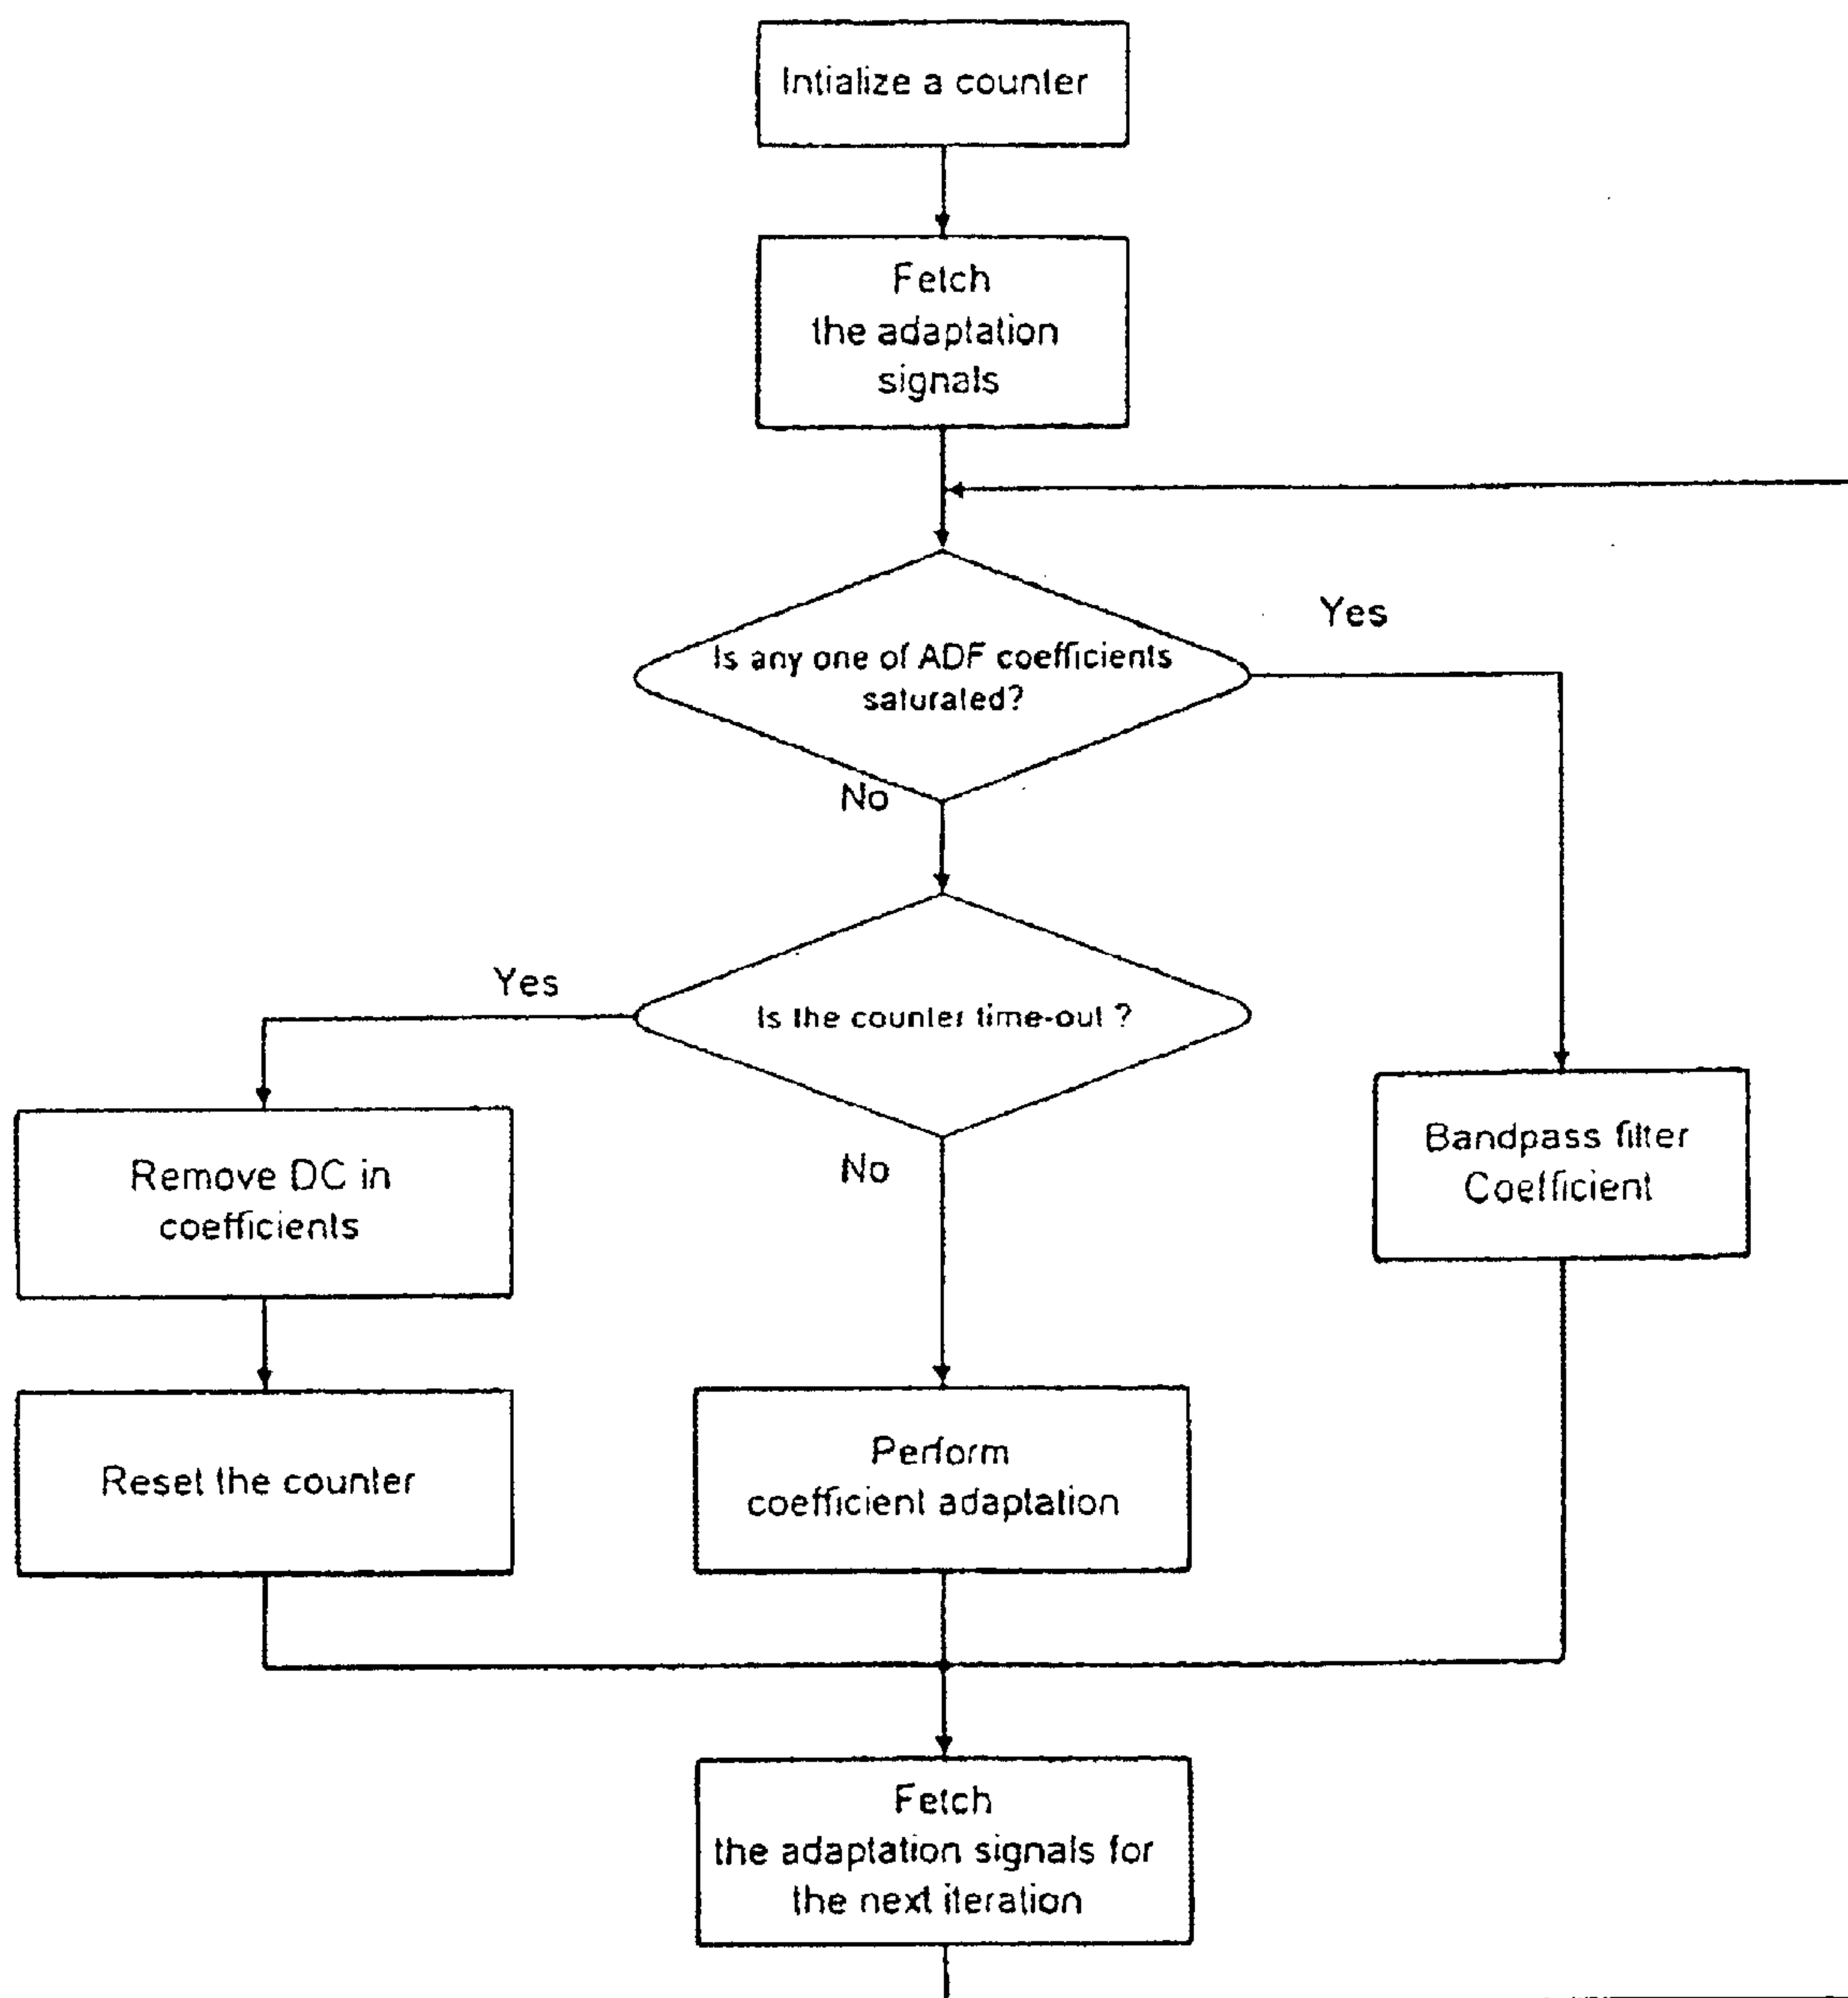 Intialize a counter
Fetch
the adaptation
signals
Yes
Is any one of ADF coefficients
saturated?
No
Yes
Is the counter time-out ?
No
Remove DC in
coefficients
Bandpass filter
Coefficient
Reset the counter
Perform
coefficient adaptation
Fetch
the adaptation signals for
the next iteration